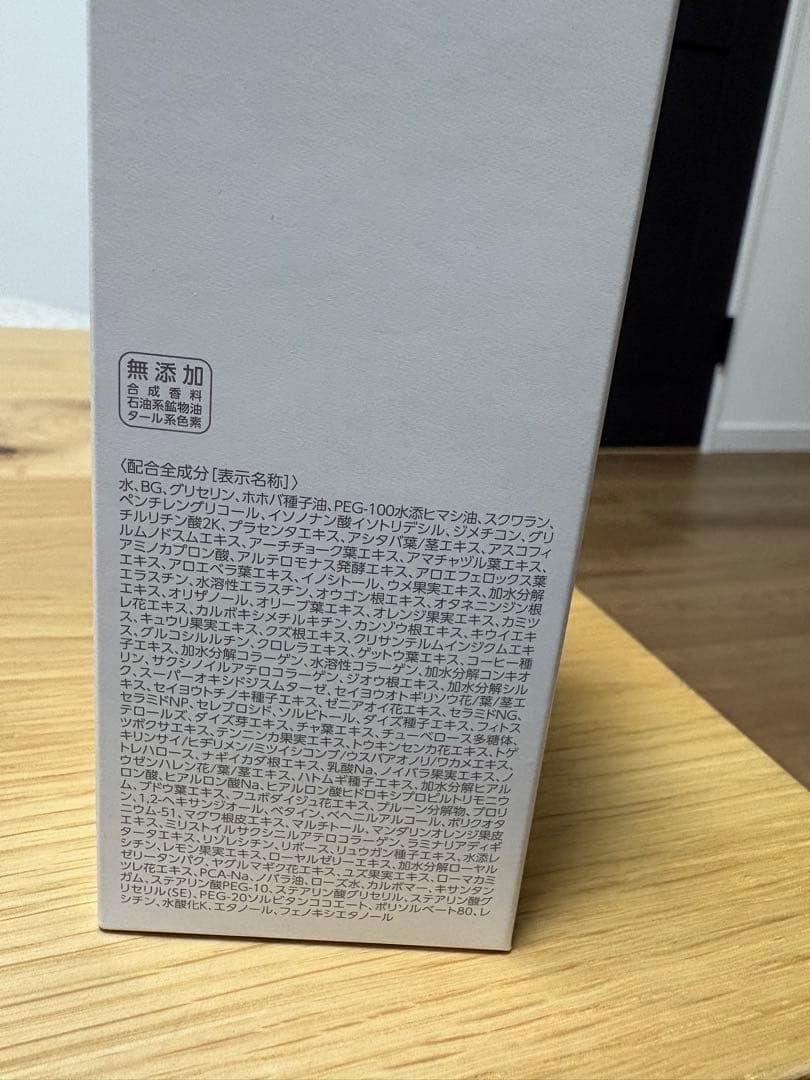 無添加
合成香料
石油系鉱物油
タール系色素
〈配合全成分[表示名称]〉
水、BG、グリセリン、ホホバ種子油、PEG-100水添ヒマシ油、スクワラン、
ペンチレングリコール、イソノナン酸イソトリデシル、ジメチコン、グリ
チルリチン酸2K、プラセンタエキス、アシタバ葉/茎エキス、アスコフィ
ルムノドスムエキス、アーチチョーク葉エキス、アマチャヅル葉エキス、
アミノカプロン酸、アルテロモナス発酵エキス、アロエフェロックス葉
エキス、アロエベラ葉エキス、イノシトール、ウメ果実エキス、加水分解
エラスチン、水溶性エラスチン、オウゴン根エキス、オタネニンジン根
エキス、オリザノール、オリーブ葉エキス、オレンジ果実エキス、カミツ
レ花エキス、カルボキシメチルキチン、カンゾウ根エキス、キウイエキ
ス、キュウリ果実エキス、クズ根エキス、クリサンテルムインジクムエキ
ス、グルコシルルチン、クロレラエキス、ゲットウ葉エキス、コーヒー種
子エキス、加水分解コラーゲン、水溶性コラーゲン、加水分解コンキオ
リン、サクシノイルアテロコラーゲン、ジオウ根エキス、加水分解シル
ク、スーパーオキシドジスムターゼ、セイヨウオトギリソウ花/葉/茎エ
キス、セイヨウトチノキ種子エキス、ゼニアオイ花エキス、セラミドNG、
セラミドNP、セレブロシド、ソルビトール、ダイズ種子エキス、フィトス
テロールズ、ダイズ芽エキス、チャ葉エキス、チューベロース多糖体、
ツボクサエキス、テンニンカ果実エキス、トウキンセンカ花エキス、トゲ
キリンサイ/ヒヂリメン/ミツイシコンブ/ウスバアオノリ/ワカメエキス、
トレハロース、ナギイカダ根エキス、乳酸Na、ノイバラ果実エキス、ノ
ウゼンハレン花/葉/茎エキス、ハトムギ種子エキス、加水分解ヒアル
ロン酸、ヒアルロン酸Na、ヒアルロン酸ヒドロキシプロピルトリモニウ
ム、ブドウ葉エキス、フユボダイジュ花エキス、プルーン分解物、プロリ
ン、1,2-ヘキサンジオール、ベタイン、ベヘニルアルコール、ポリクオタ
ニウム-51、マグワ根皮エキス、マルチトール、マンダリンオレンジ果皮
エキス、ミリストイルサクシニルアテロコラーゲン、ラミナリアディギ
タータエキス、リゾレシチン、リボース、リュウガン種子エキス、水添レ
シチン、レモン果実エキス、ローヤルゼリーエキス、加水分解ローヤル
ゼリータンパク、ヤグルマギク花エキス、ユズ果実エキス、ローマカミ
ツレ花エキス、PCA-Na、ノバラ油、ローズ水、カルボマー、キサンタン
ガム、ステアリン酸PEG-10、ステアリン酸グリセリル、ステアリン酸グ
リセリル(SE)、PEG-20ソルビタンココエート、ポリソルベート80、レ
シチン、水酸化K、エタノール、フェノキシエタノール